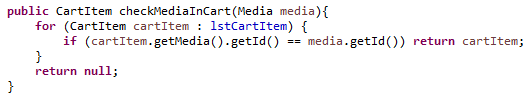 public CartItem checkMediaInCart(Media media){
    for (CartItem cartItem : lstCartItem) {
        if (cartItem.getMedia().getId() == media.getId()) return cartItem;
    }
    return null;
}